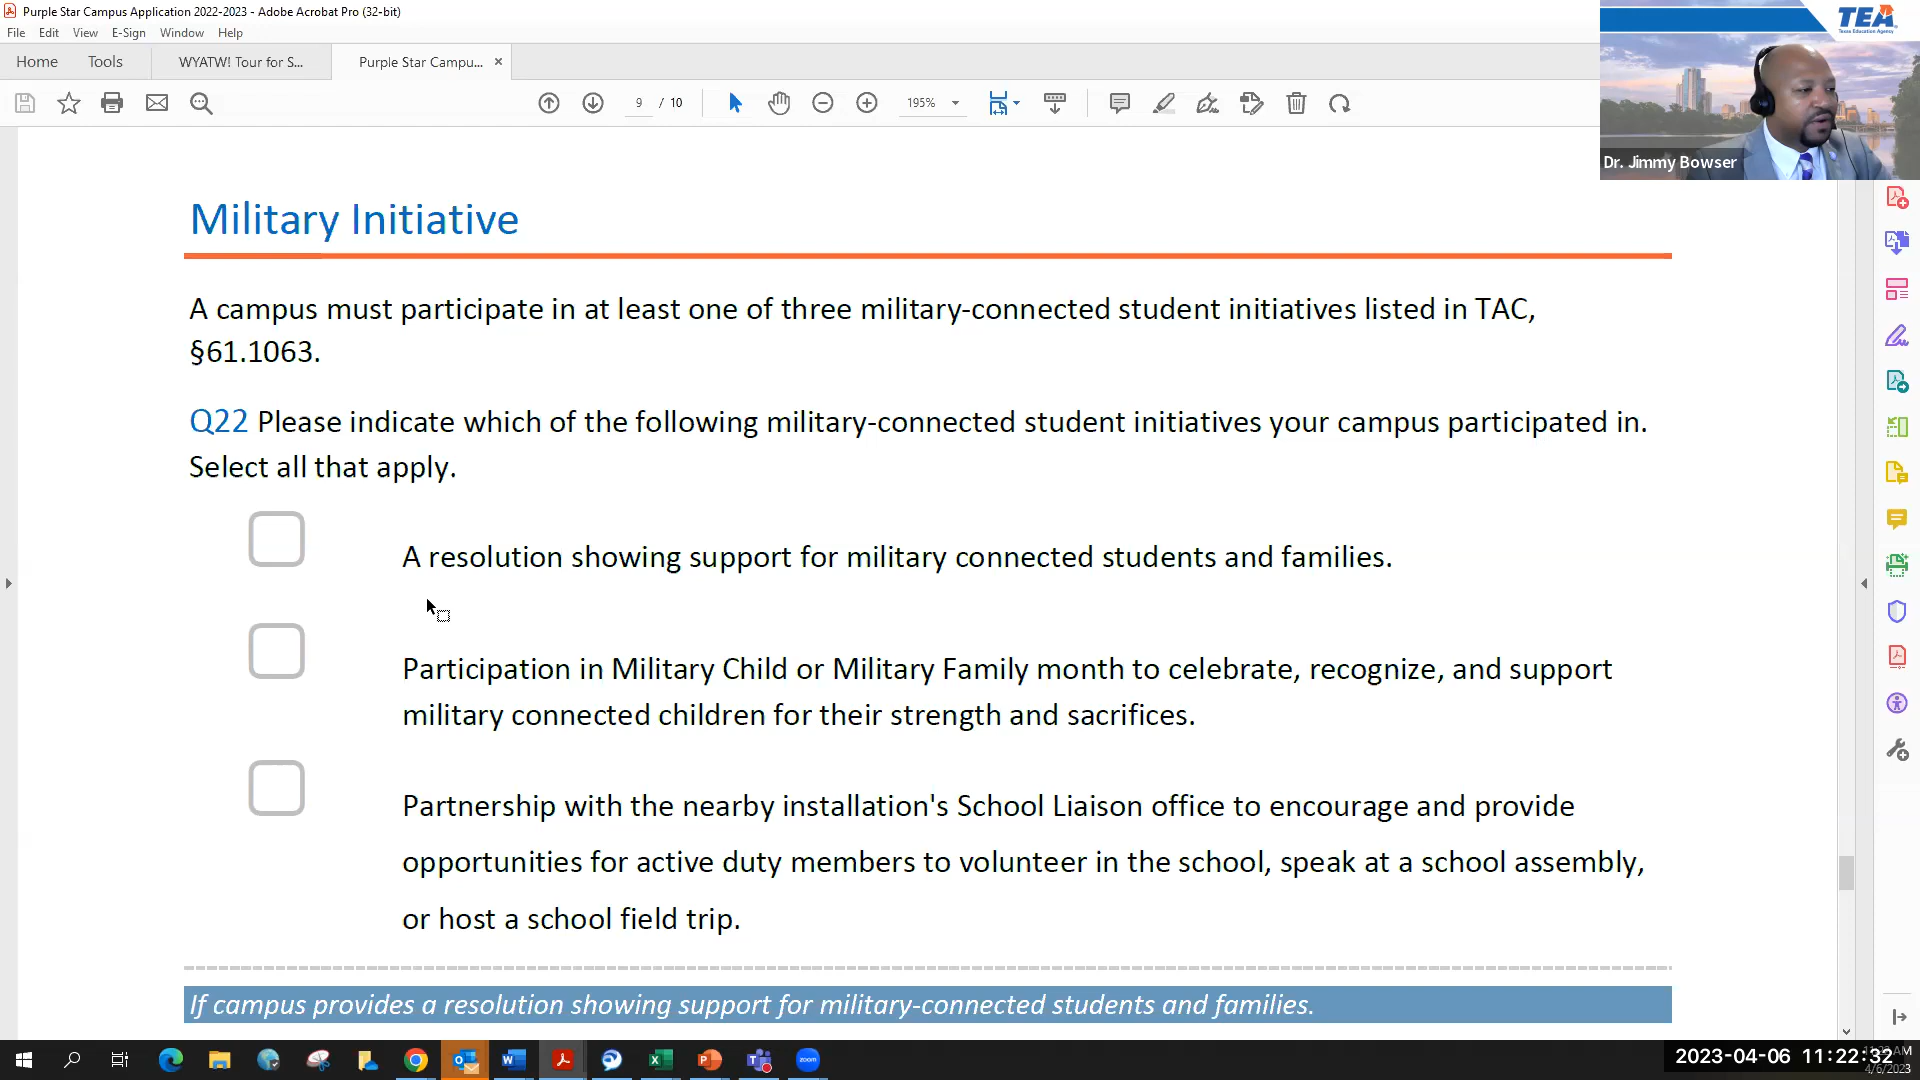 Purple Star Campus Application 2022-2023 - Adobe Acrobat Pro (32-bit)
File Edit View E-Sign Window Help
Home Tools WYATW! Tour for S... Purple Star Campu... ×
9 / 10 195%
TEA
Texas Education Agency
Dr. Jimmy Bowser
Military Initiative
A campus must participate in at least one of three military-connected student initiatives listed in TAC,
§61.1063.
Q22 Please indicate which of the following military-connected student initiatives your campus participated in.
Select all that apply.
A resolution showing support for military connected students and families.
Participation in Military Child or Military Family month to celebrate, recognize, and support
military connected children for their strength and sacrifices.
Partnership with the nearby installation's School Liaison office to encourage and provide
opportunities for active duty members to volunteer in the school, speak at a school assembly,
or host a school field trip.
If campus provides a resolution showing support for military-connected students and families.
zoom
2023-04-06 11:22:32
4/6/2023